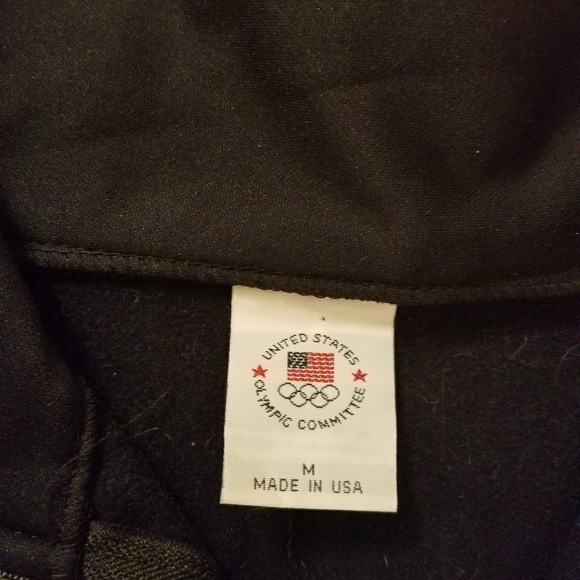 UNITED STATES
OLYMPIC COMMITTEE
M
MADE IN USA